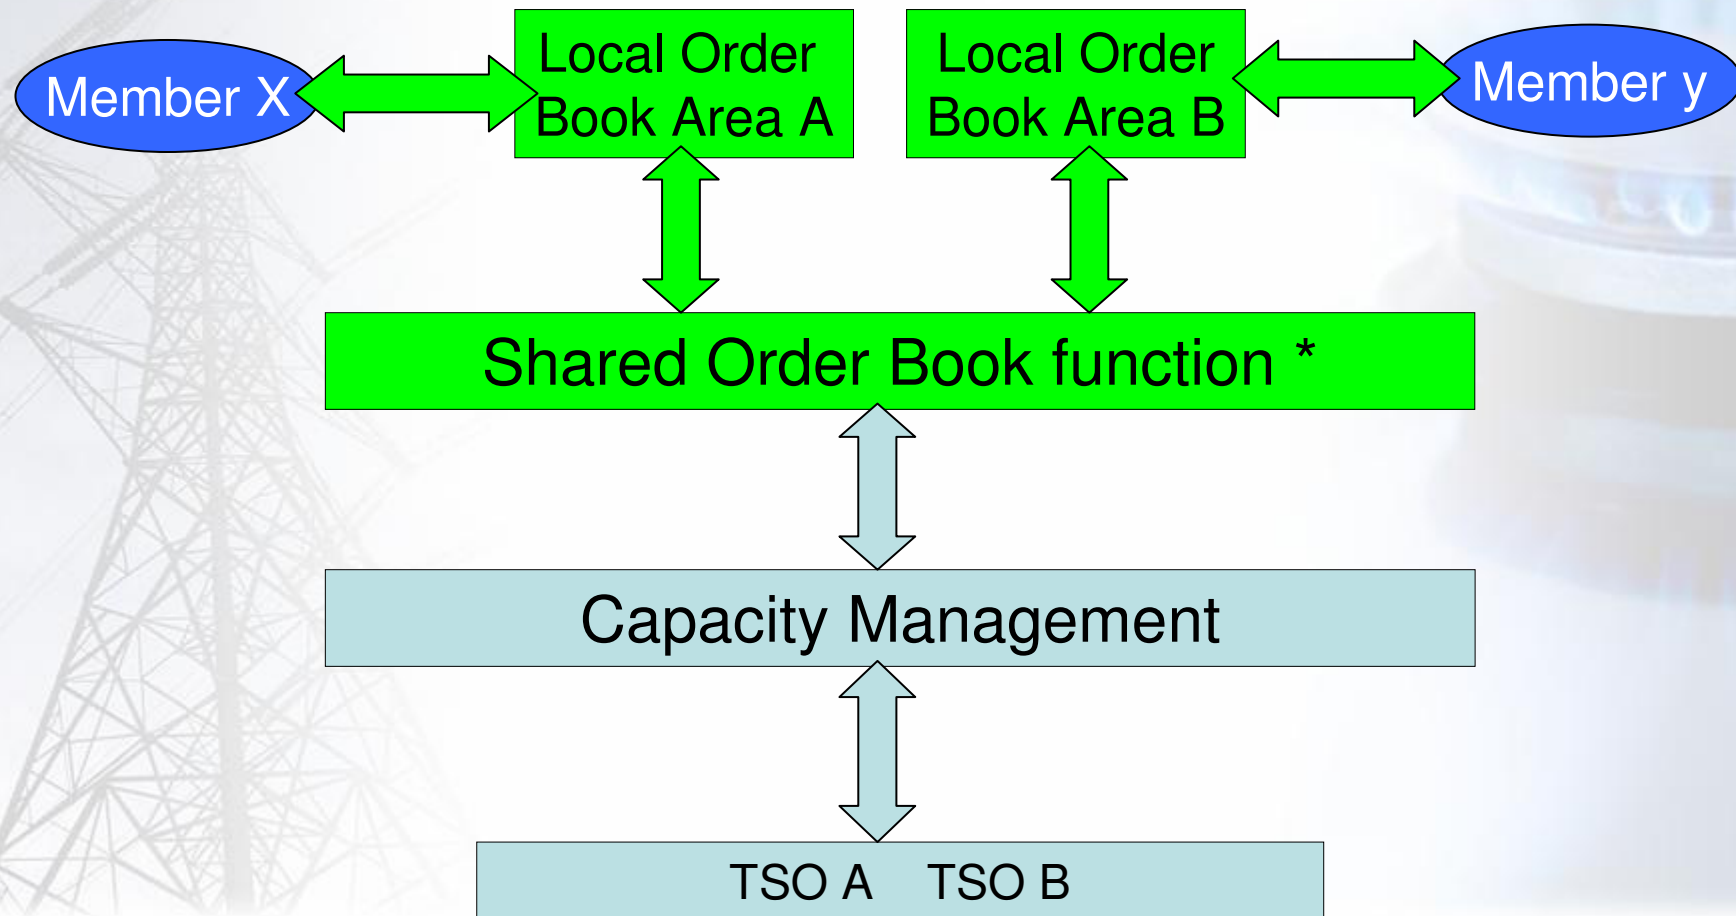 Member X
Local Order
Book Area A
Local Order
Book Area B
Member y
Shared Order Book function *
Capacity Management
TSO A TSO B